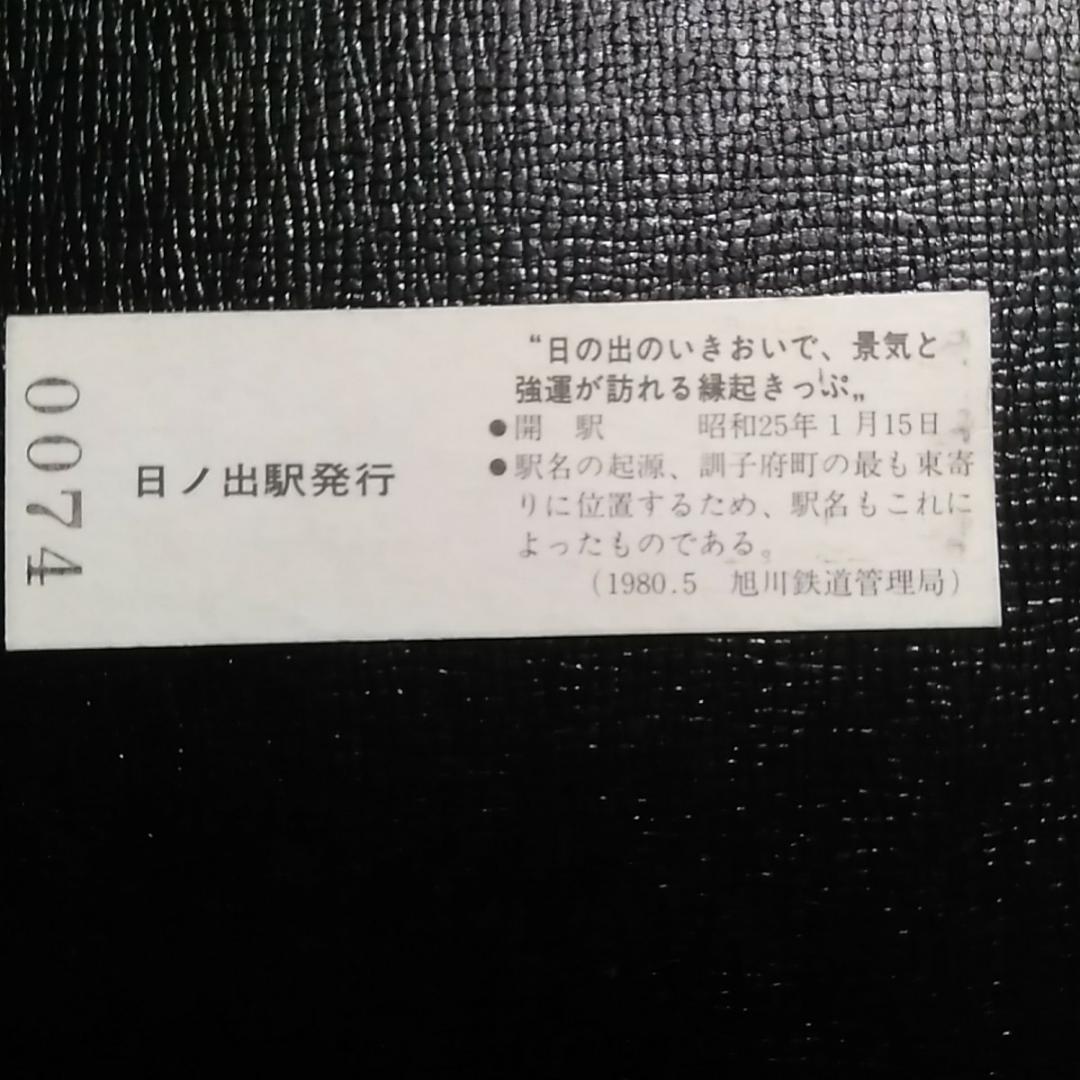 0074
日ノ出駅発行
“日の出のいきおいで、景気と
強運が訪れる縁起きっぷ„
●開　駅　　　昭和25年1月15日
●駅名の起源、訓子府町の最も東寄
りに位置するため、駅名もこれに
よったものである。
（1980.5　旭川鉄道管理局）